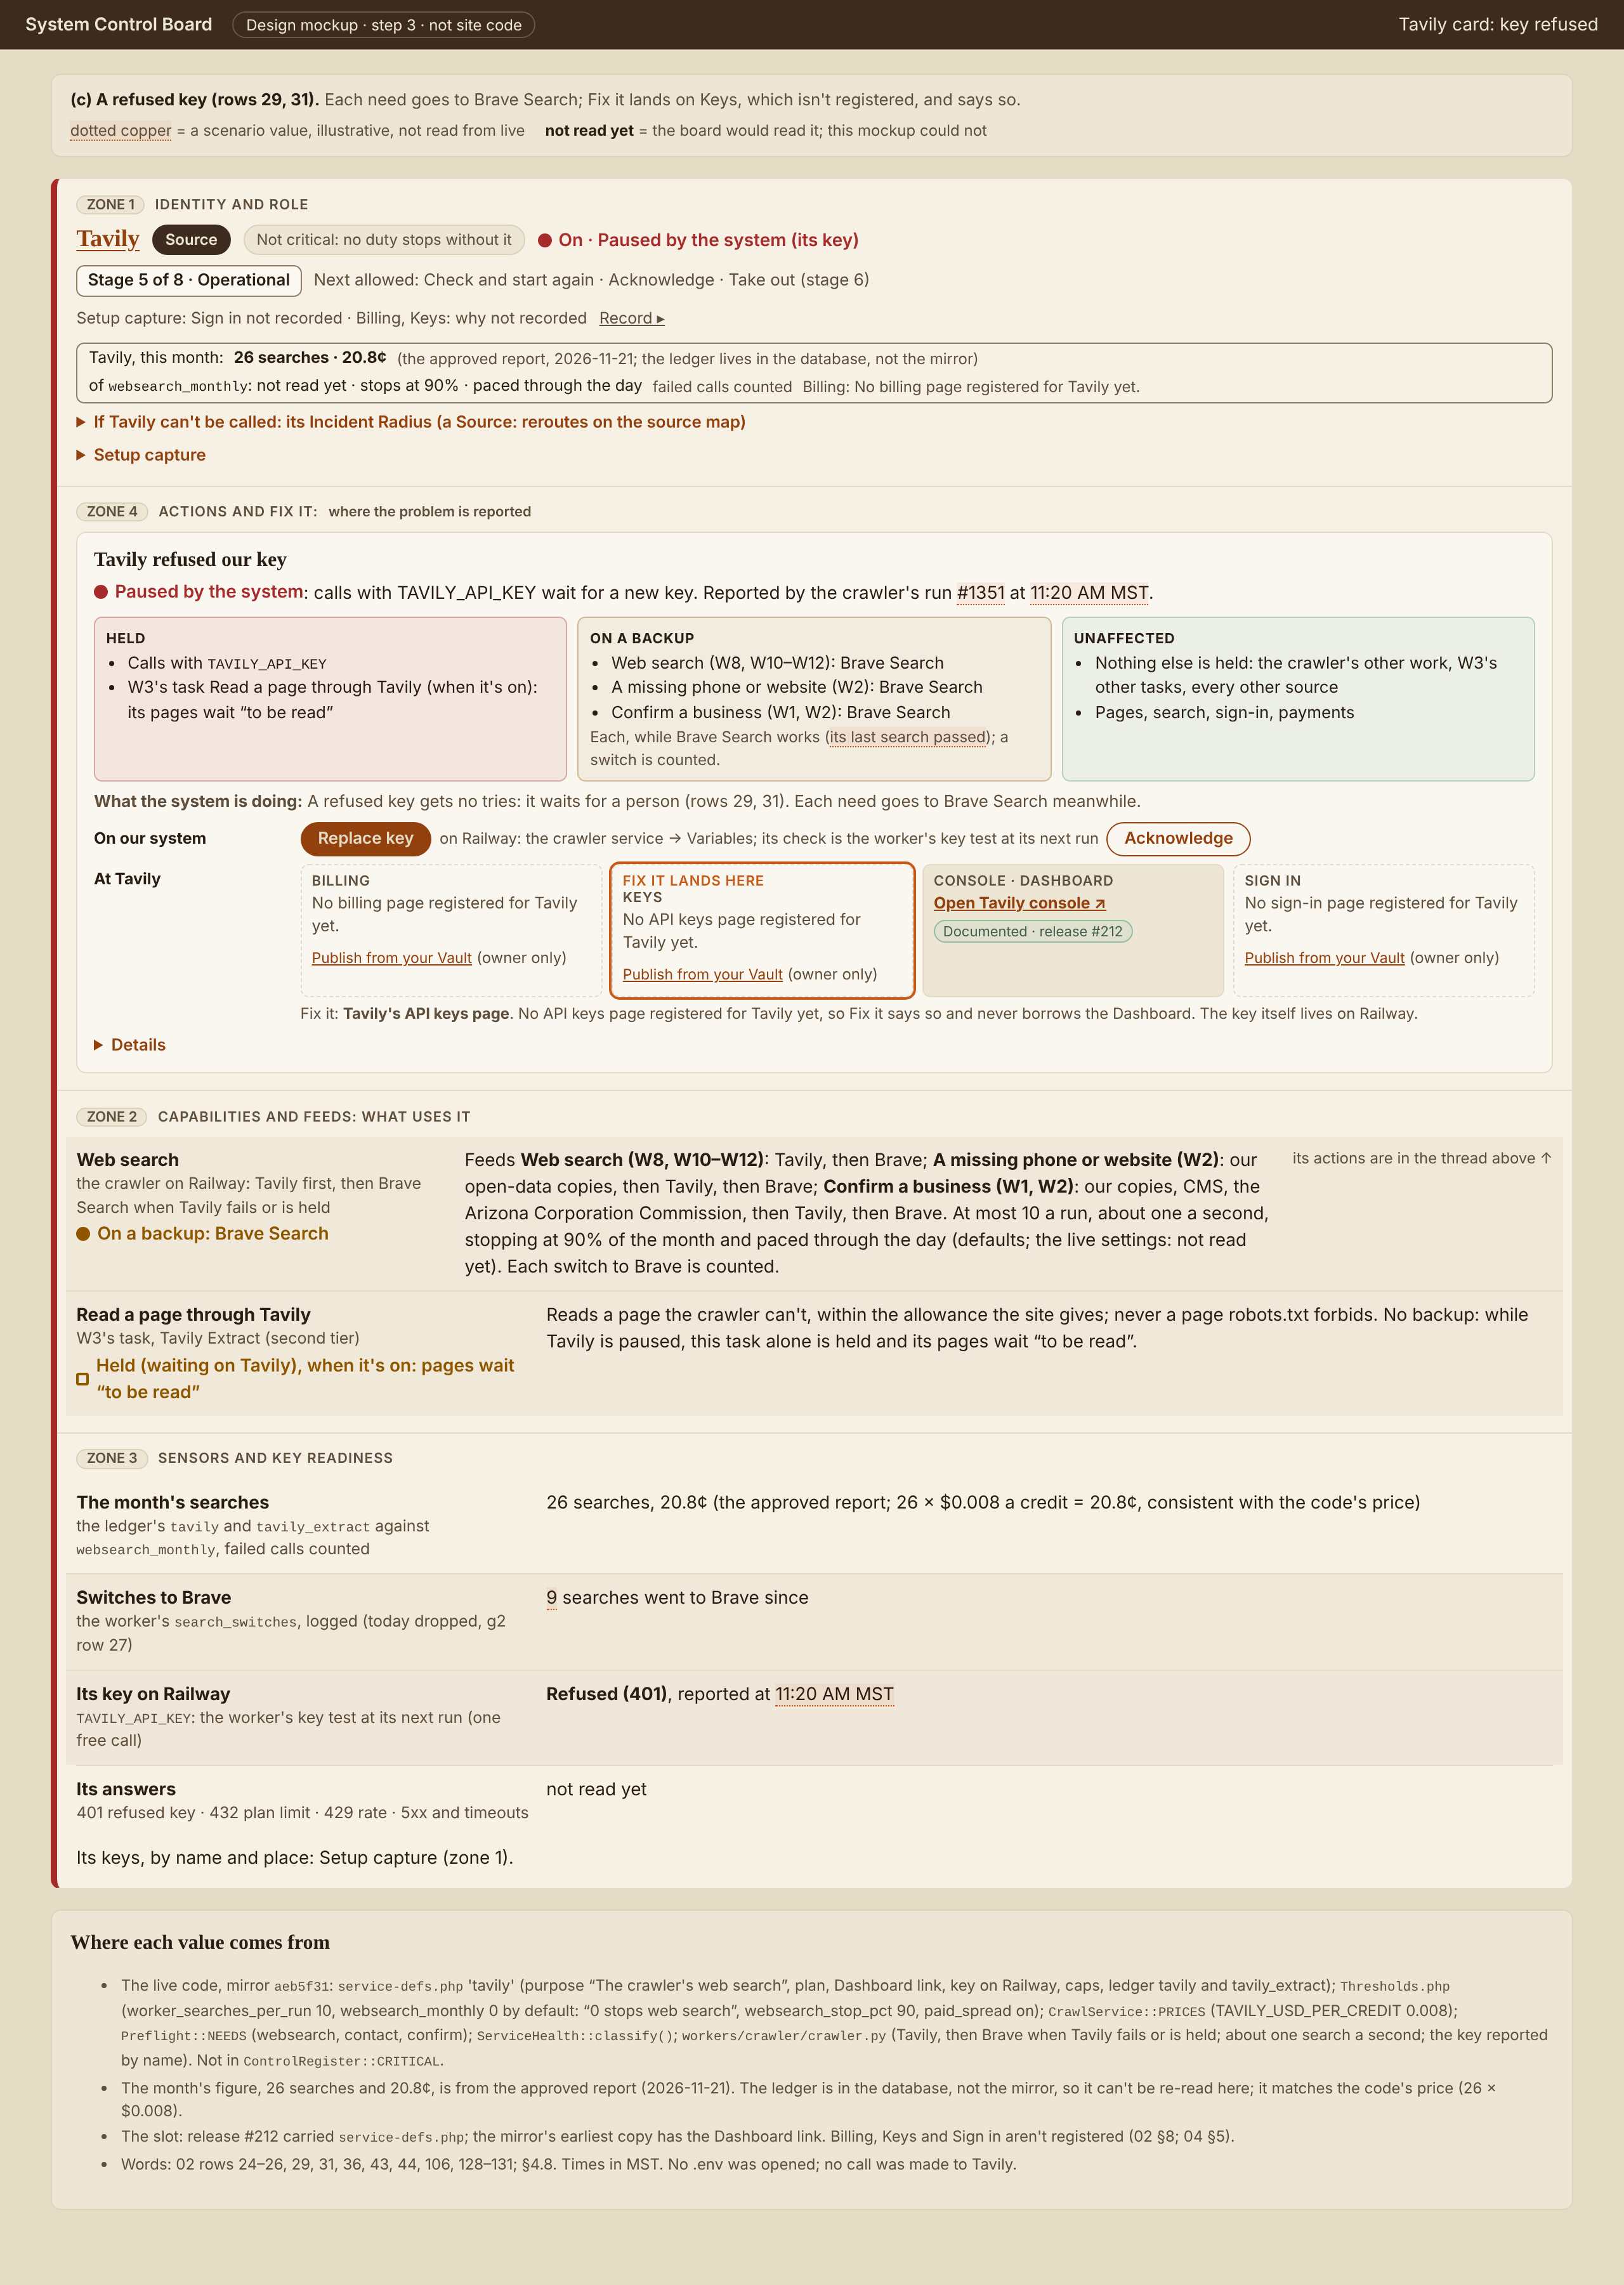 System Control Board
Design mockup · step 3 · not site code
Tavily card: key refused
(c) A refused key (rows 29, 31). Each need goes to Brave Search; Fix it lands on Keys, which isn't registered, and says so.
dotted copper = a scenario value, illustrative, not read from live not read yet = the board would read it; this mockup could not
ZONE 1 IDENTITY AND ROLE
Tavily Source Not critical: no duty stops without it On · Paused by the system (its key)
Stage 5 of 8 · Operational Next allowed: Check and start again · Acknowledge · Take out (stage 6)
Setup capture: Sign in not recorded · Billing, Keys: why not recorded Record ▸
Tavily, this month: 26 searches · 20.8¢ (the approved report, 2026-11-21; the ledger lives in the database, not the mirror)
of websearch_monthly: not read yet · stops at 90% · paced through the day failed calls counted Billing: No billing page registered for Tavily yet.
▶ If Tavily can't be called: its Incident Radius (a Source: reroutes on the source map)
▶ Setup capture
ZONE 4 ACTIONS AND FIX IT: where the problem is reported
Tavily refused our key
Paused by the system: calls with TAVILY_API_KEY wait for a new key. Reported by the crawler's run #1351 at 11:20 AM MST.
HELD
• Calls with TAVILY_API_KEY
• W3's task Read a page through Tavily (when it's on):
its pages wait “to be read”
ON A BACKUP
• Web search (W8, W10–W12): Brave Search
• A missing phone or website (W2): Brave Search
• Confirm a business (W1, W2): Brave Search
Each, while Brave Search works (its last search passed); a
switch is counted.
UNAFFECTED
• Nothing else is held: the crawler's other work, W3's
other tasks, every other source
• Pages, search, sign-in, payments
What the system is doing: A refused key gets no tries: it waits for a person (rows 29, 31). Each need goes to Brave Search meanwhile.
On our system Replace key on Railway: the crawler service → Variables; its check is the worker's key test at its next run Acknowledge
At Tavily
BILLING
No billing page registered for Tavily
yet.
Publish from your Vault (owner only)
FIX IT LANDS HERE
KEYS
No API keys page registered for
Tavily yet.
Publish from your Vault (owner only)
CONSOLE · DASHBOARD
Open Tavily console ↗
Documented · release #212
SIGN IN
No sign-in page registered for Tavily
yet.
Publish from your Vault (owner only)
Fix it: Tavily's API keys page. No API keys page registered for Tavily yet, so Fix it says so and never borrows the Dashboard. The key itself lives on Railway.
▶ Details
ZONE 2 CAPABILITIES AND FEEDS: WHAT USES IT
Web search
the crawler on Railway: Tavily first, then Brave
Search when Tavily fails or is held
On a backup: Brave Search
Feeds Web search (W8, W10–W12): Tavily, then Brave; A missing phone or website (W2): our
open-data copies, then Tavily, then Brave; Confirm a business (W1, W2): our copies, CMS, the
Arizona Corporation Commission, then Tavily, then Brave. At most 10 a run, about one a second,
stopping at 90% of the month and paced through the day (defaults; the live settings: not read
yet). Each switch to Brave is counted.
its actions are in the thread above ↑
Read a page through Tavily
W3's task, Tavily Extract (second tier)
Held (waiting on Tavily), when it's on: pages wait
“to be read”
Reads a page the crawler can't, within the allowance the site gives; never a page robots.txt forbids. No backup: while
Tavily is paused, this task alone is held and its pages wait “to be read”.
ZONE 3 SENSORS AND KEY READINESS
The month's searches
the ledger's tavily and tavily_extract against
websearch_monthly, failed calls counted
26 searches, 20.8¢ (the approved report; 26 × $0.008 a credit = 20.8¢, consistent with the code's price)
Switches to Brave
the worker's search_switches, logged (today dropped, g2
row 27)
9 searches went to Brave since
Its key on Railway
TAVILY_API_KEY: the worker's key test at its next run (one
free call)
Refused (401), reported at 11:20 AM MST
Its answers
401 refused key · 432 plan limit · 429 rate · 5xx and timeouts
not read yet
Its keys, by name and place: Setup capture (zone 1).
Where each value comes from
• The live code, mirror aeb5f31: service-defs.php 'tavily' (purpose “The crawler's web search”, plan, Dashboard link, key on Railway, caps, ledger tavily and tavily_extract); Thresholds.php
(worker_searches_per_run 10, websearch_monthly 0 by default: “0 stops web search”, websearch_stop_pct 90, paid_spread on); CrawlService::PRICES (TAVILY_USD_PER_CREDIT 0.008);
Preflight::NEEDS (websearch, contact, confirm); ServiceHealth::classify(); workers/crawler/crawler.py (Tavily, then Brave when Tavily fails or is held; about one search a second; the key reported
by name). Not in ControlRegister::CRITICAL.
• The month's figure, 26 searches and 20.8¢, is from the approved report (2026-11-21). The ledger is in the database, not the mirror, so it can't be re-read here; it matches the code's price (26 ×
$0.008).
• The slot: release #212 carried service-defs.php; the mirror's earliest copy has the Dashboard link. Billing, Keys and Sign in aren't registered (02 §8; 04 §5).
• Words: 02 rows 24–26, 29, 31, 36, 43, 44, 106, 128–131; §4.8. Times in MST. No .env was opened; no call was made to Tavily.